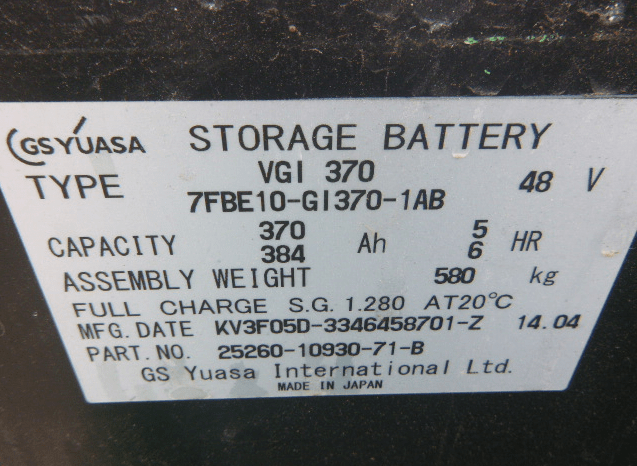 GS YUASA STORAGE BATTERY
TYPE VGI 370 48 V
7FBE10-GI370-1AB
CAPACITY 370 Ah 5 HR
384 6
ASSEMBLY WEIGHT 580 kg
FULL CHARGE S.G. 1.280 AT20℃
MFG. DATE KV3F05D-3346458701-Z 14.04
PART. NO. 25260-10930-71-B
GS Yuasa International Ltd.
MADE IN JAPAN